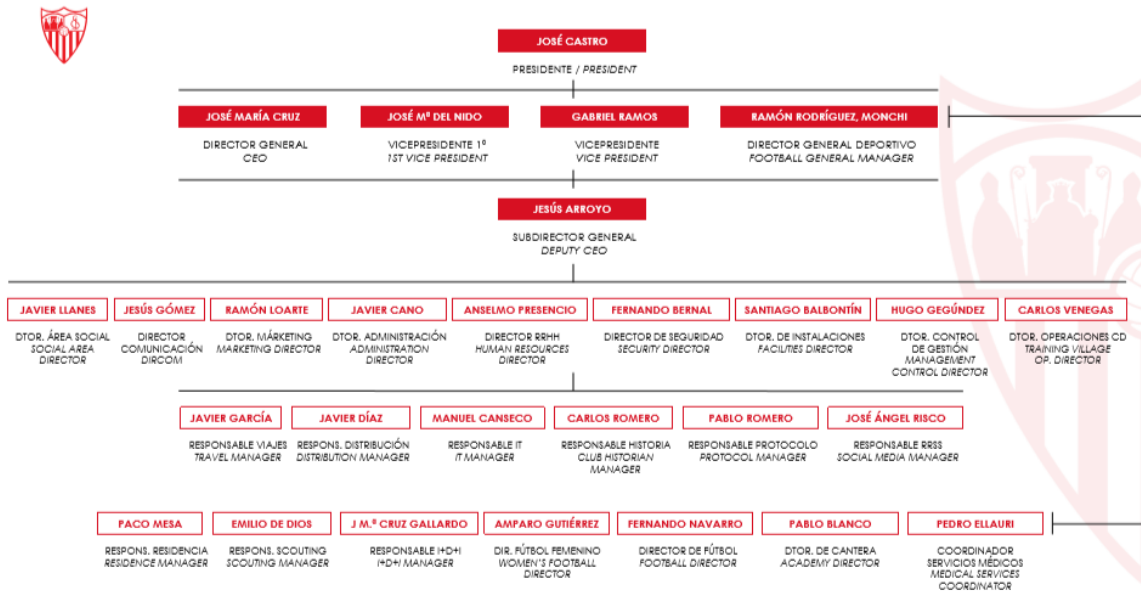 JOSÉ CASTRO
PRESIDENTE / PRESIDENT
JOSÉ MARÍA CRUZ
DIRECTOR GENERAL
CEO
JOSÉ Mª DEL NIDO
VICEPRESIDENTE 1º
1ST VICE PRESIDENT
GABRIEL RAMOS
VICEPRESIDENTE
VICE PRESIDENT
RAMÓN RODRÍGUEZ, MONCHI
DIRECTOR GENERAL DEPORTIVO
FOOTBALL GENERAL MANAGER
JESÚS ARROYO
SUBDIRECTOR GENERAL
DEPUTY CEO
JAVIER LLANES
DTOR. ÁREA SOCIAL
SOCIAL AREA
DIRECTOR
JESÚS GÓMEZ
DIRECTOR
COMUNICACIÓN
DIRCOM
RAMÓN LOARTE
DTOR. MÁRKETING
MARKETING DIRECTOR
JAVIER CANO
DTOR. ADMINISTRACIÓN
ADMINISTRATION
DIRECTOR
ANSELMO PRESENCIO
DIRECTOR RRHH
HUMAN RESOURCES
DIRECTOR
FERNANDO BERNAL
DIRECTOR DE SEGURIDAD
SECURITY DIRECTOR
SANTIAGO BALBONTÍN
DTOR. DE INSTALACIONES
FACILITIES DIRECTOR
HUGO GEGÚNDEZ
DTOR. CONTROL
DE GESTIÓN
MANAGEMENT
CONTROL DIRECTOR
CARLOS VENEGAS
DTOR. OPERACIONES CD
TRAINING VILLAGE
OP. DIRECTOR
JAVIER GARCÍA
RESPONSABLE VIAJES
TRAVEL MANAGER
JAVIER DÍAZ
RESPONS. DISTRIBUCIÓN
DISTRIBUTION MANAGER
MANUEL CANSECO
RESPONSABLE IT
IT MANAGER
CARLOS ROMERO
RESPONSABLE HISTORIA
CLUB HISTORIAN
MANAGER
PABLO ROMERO
RESPONSABLE PROTOCOLO
PROTOCOL MANAGER
JOSÉ ÁNGEL RISCO
RESPONSABLE RRSS
SOCIAL MEDIA MANAGER
PACO MESA
RESPONS. RESIDENCIA
RESIDENCE MANAGER
EMILIO DE DIOS
RESPONS. SCOUTING
SCOUTING MANAGER
J M.ª CRUZ GALLARDO
RESPONSABLE I+D+I
I+D+I MANAGER
AMPARO GUTIÉRREZ
DIR. FÚTBOL FEMENINO
WOMEN'S FOOTBALL
DIRECTOR
FERNANDO NAVARRO
DIRECTOR DE FÚTBOL
FOOTBALL DIRECTOR
PABLO BLANCO
DTOR. DE CANTERA
ACADEMY DIRECTOR
PEDRO ELLAURI
COORDINADOR
SERVICIOS MÉDICOS
MEDICAL SERVICES
COORDINATOR